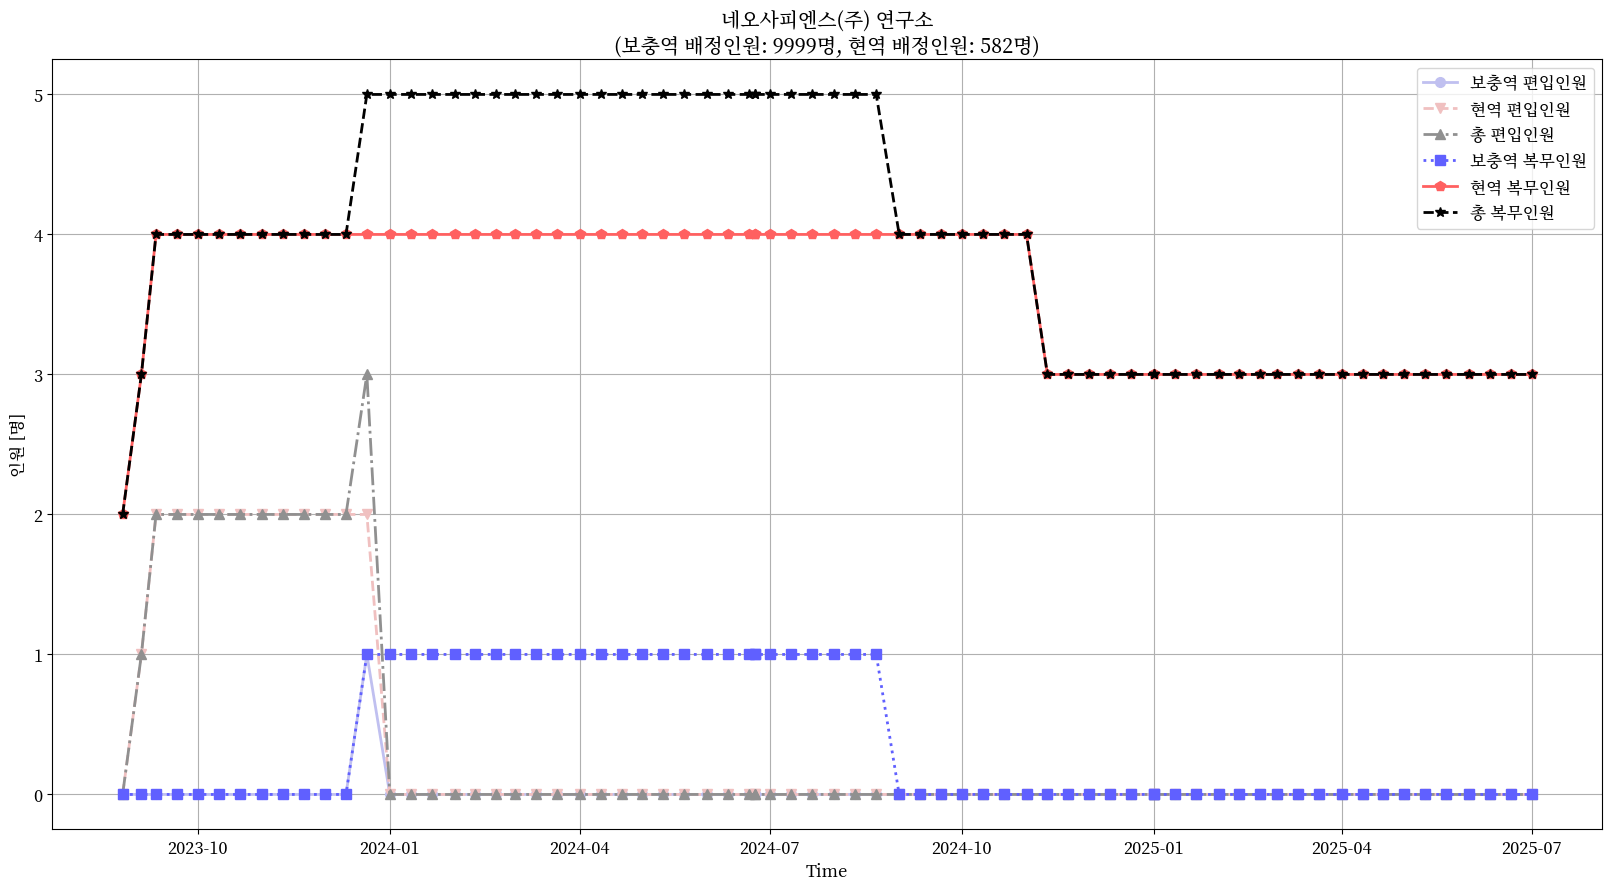 네오사피엔스(주) 연구소
(보충역 배정인원: 9999명, 현역 배정인원: 582명)
보충역 편입인원
현역 편입인원
총 편입인원
보충역 복무인원
현역 복무인원
총 복무인원
인원 [명]
5
4
3
2
1
0
2023-10
2024-01
2024-04
2024-07
2024-10
2025-01
2025-04
2025-07
Time